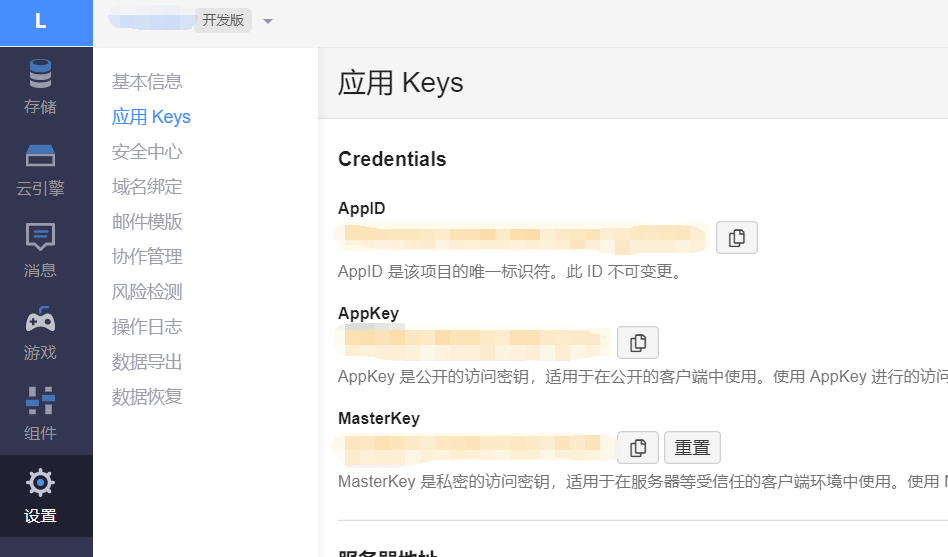 L
开发版
存储
云引擎
消息
游戏
组件
设置
基本信息
应用 Keys
安全中心
域名绑定
邮件模版
协作管理
风险检测
操作日志
数据导出
数据恢复
应用 Keys
Credentials
AppID
AppID 是该项目的唯一标识符。此 ID 不可变更。
AppKey
AppKey 是公开的访问密钥，适用于在公开的客户端中使用。使用 AppKey 进行的访问
MasterKey
重置
MasterKey 是私密的访问密钥，适用于在服务器等受信任的客户端环境中使用。使用 M
服务器地址